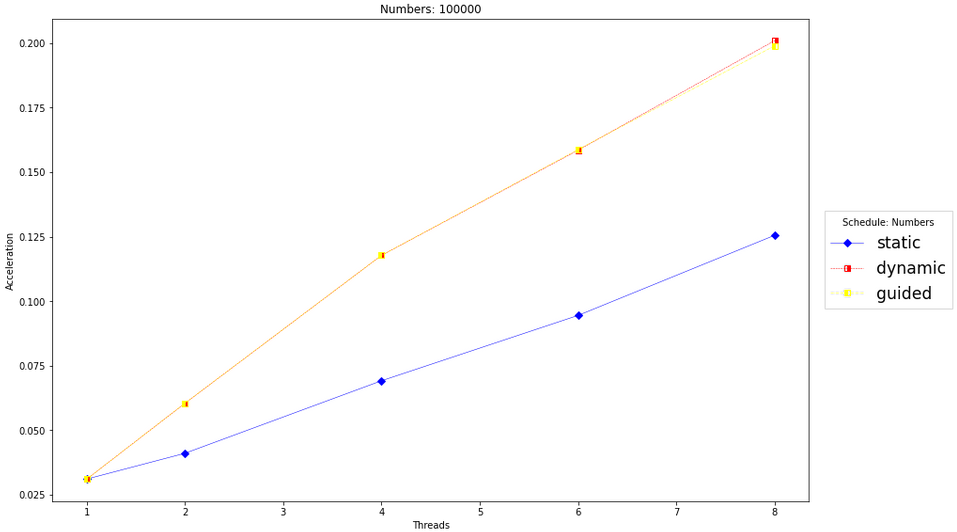 Numbers: 100000
Acceleration
0.200
0.175
0.150
0.125
0.100
0.075
0.050
0.025
1 2 3 4 5 6 7 8
Threads
Schedule: Numbers
static
dynamic
guided